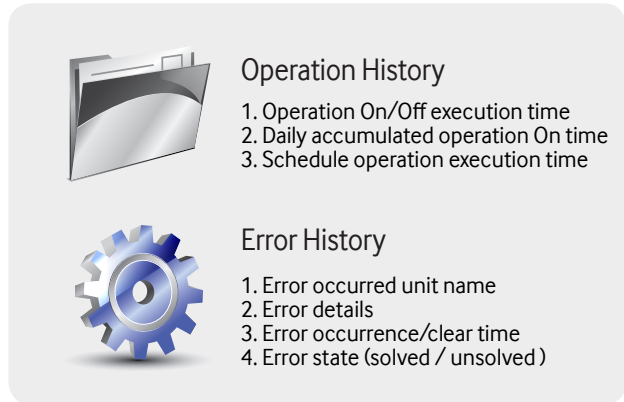 Operation History
1. Operation On/Off execution time
2. Daily accumulated operation On time
3. Schedule operation execution time
Error History
1. Error occurred unit name
2. Error details
3. Error occurrence/clear time
4. Error state (solved / unsolved )